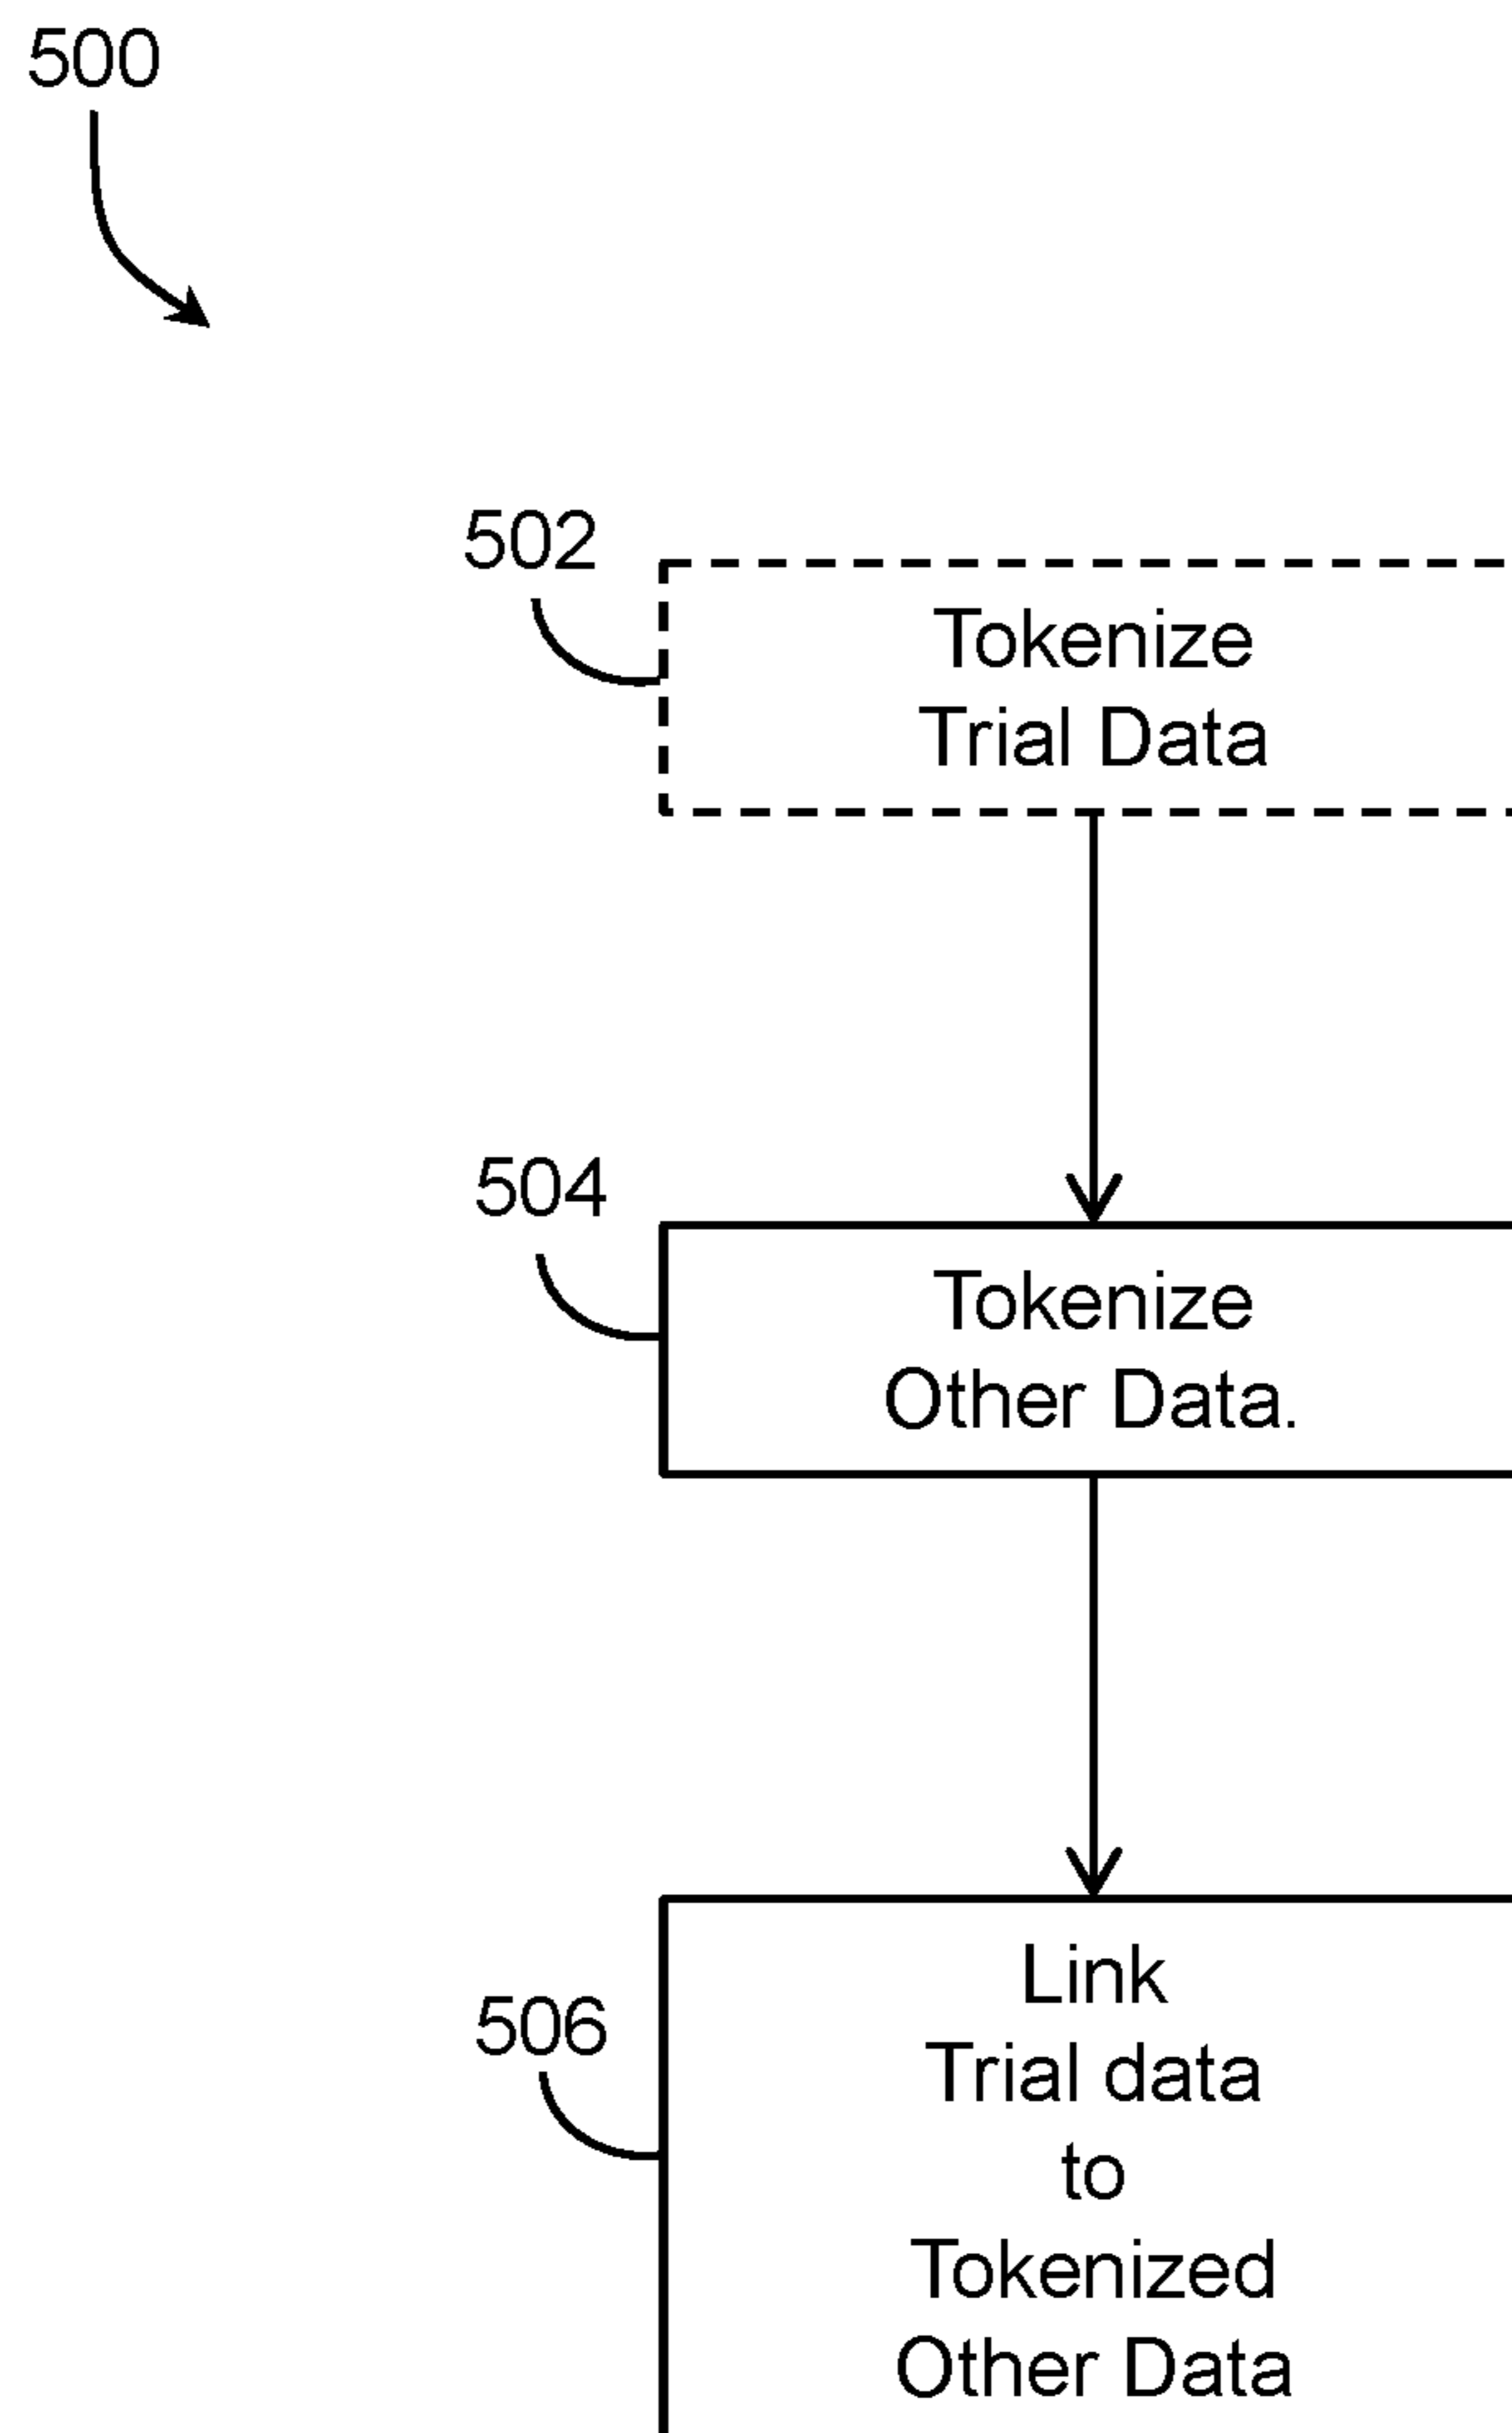 500
502
Tokenize
Trial Data
504
Tokenize
Other Data.
506
Link
Trial data
to
Tokenized
Other Data